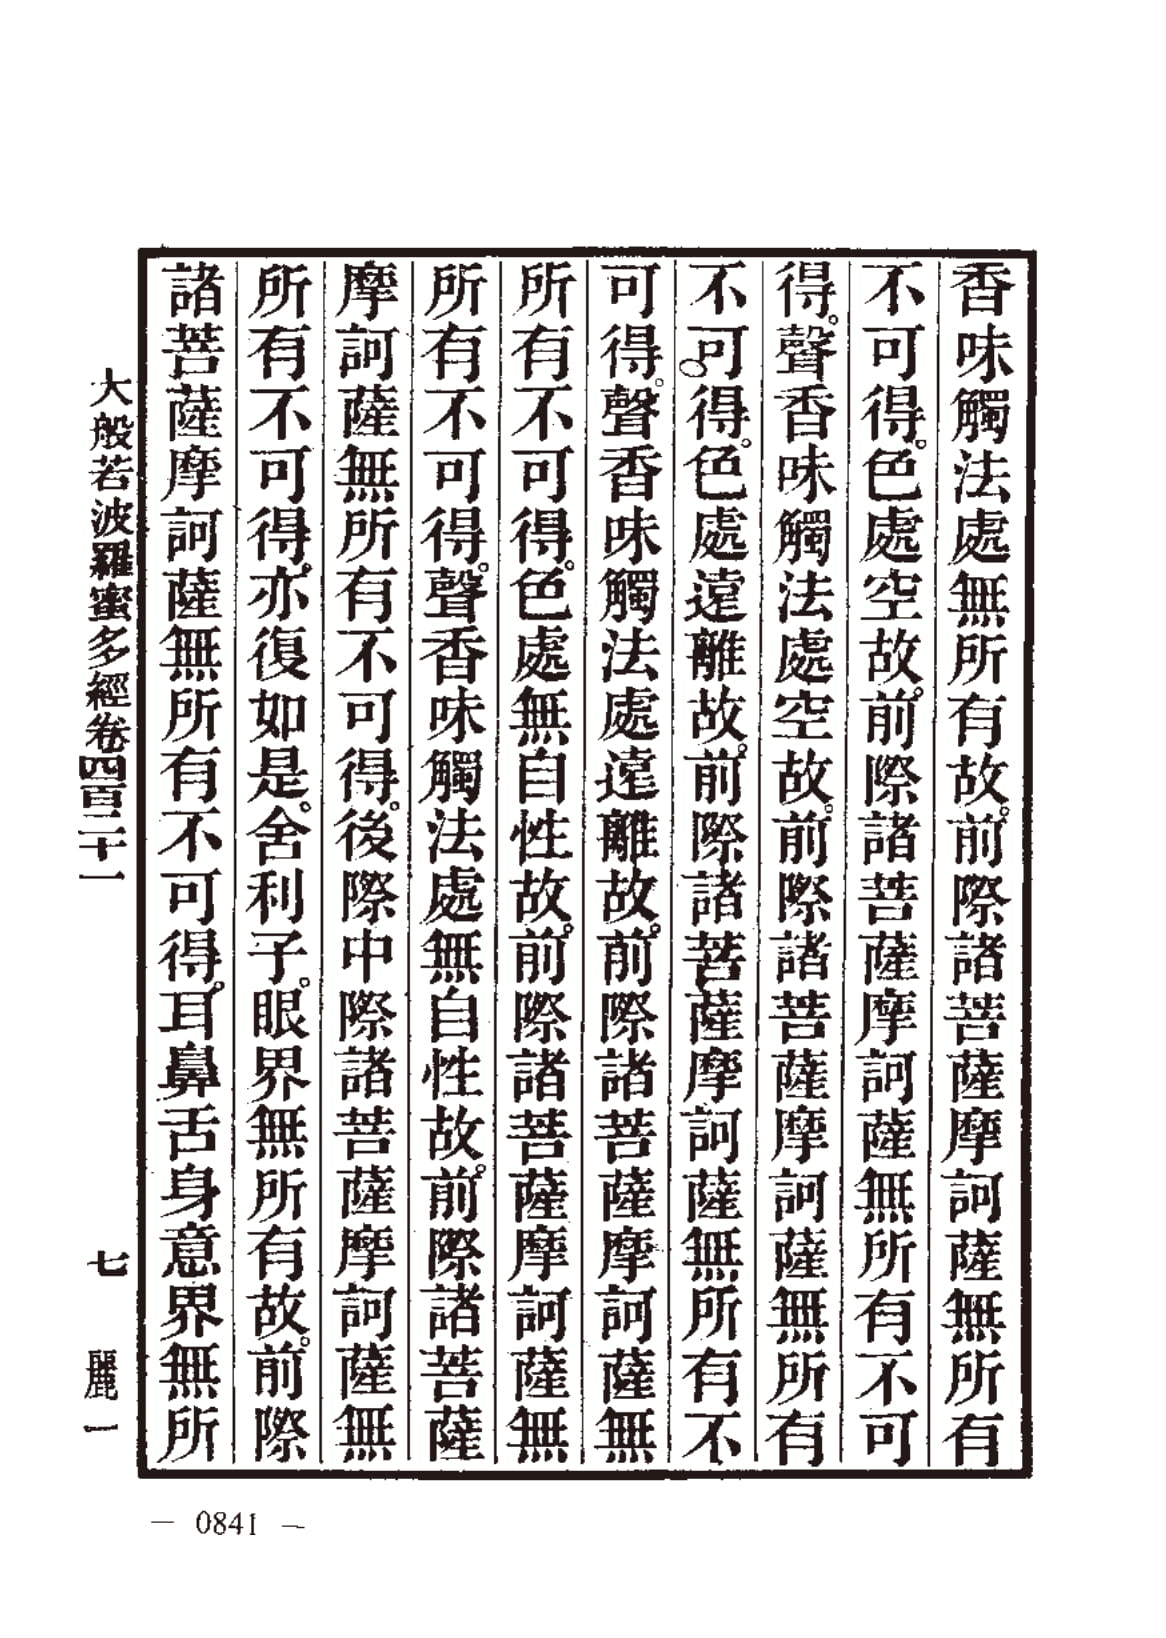 香味觸法處無所有故。前際諸菩薩摩訶薩無所有
不可得。色處空故。前際諸菩薩摩訶薩無所有不可
得。聲香味觸法處空故。前際諸菩薩摩訶薩無所有
不可得。色處遠離故。前際諸菩薩摩訶薩無所有不
可得。聲香味觸法處遠離故。前際諸菩薩摩訶薩無
所有不可得。色處無自性故。前際諸菩薩摩訶薩無
所有不可得。聲香味觸法處無自性故。前際諸菩薩
摩訶薩無所有不可得。後際中際諸菩薩摩訶薩無
所有不可得。亦復如是。舍利子。眼界無所有故。前際
諸菩薩摩訶薩無所有不可得。耳鼻舌身意界無所
大般若波羅蜜多經卷四百二十一 七 麗一
— 0841 —